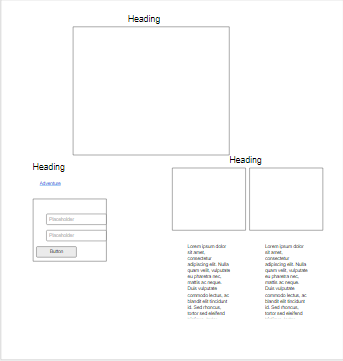 Heading
Heading
Heading
Adventure
Placeholder
Placeholder
Button
Lorem ipsum dolor
sit amet,
consectetur
adipiscing elit. Nulla
quam velit, vulputate
eu pharetra nec,
mattis ac neque.
Duis vulputate
commodo lectus, ac
blandit elit tincidunt
id. Sed rhoncus,
tortor sed eleifend
Lorem ipsum dolor
sit amet,
consectetur
adipiscing elit. Nulla
quam velit, vulputate
eu pharetra nec,
mattis ac neque.
Duis vulputate
commodo lectus, ac
blandit elit tincidunt
id. Sed rhoncus,
tortor sed eleifend